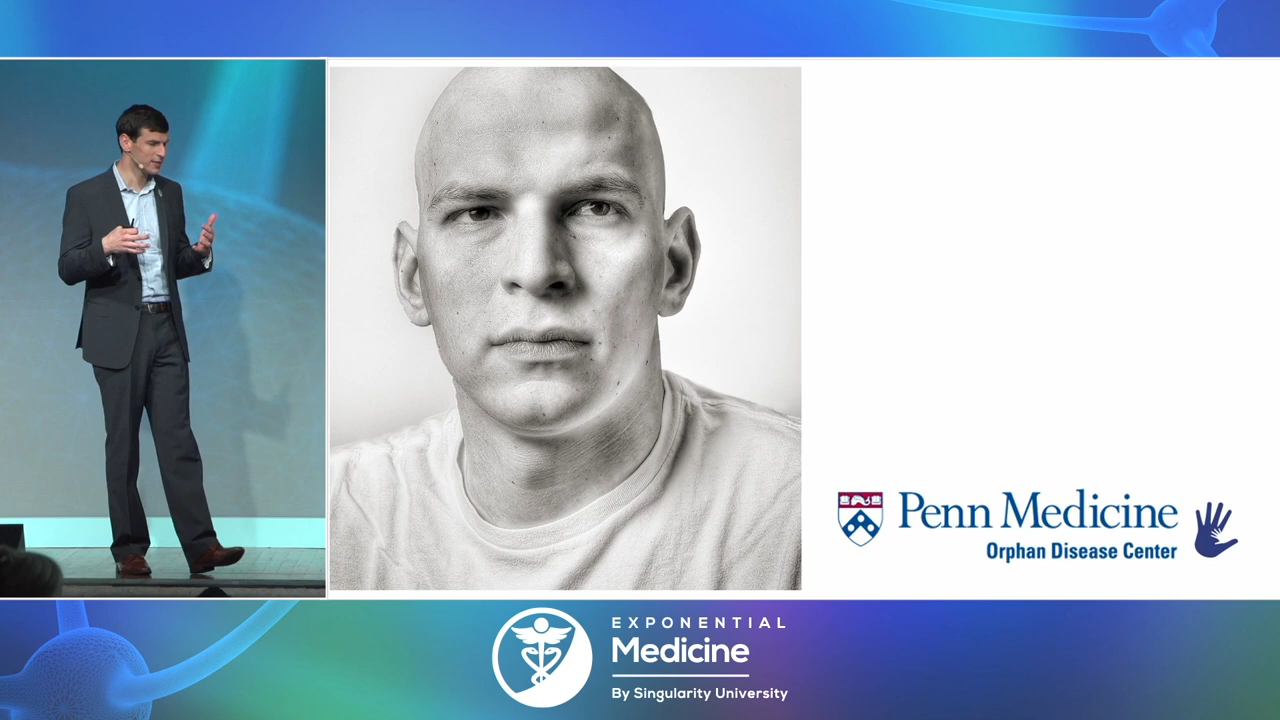 Penn Medicine
Orphan Disease Center
EXPONENTIAL
Medicine
By Singularity University